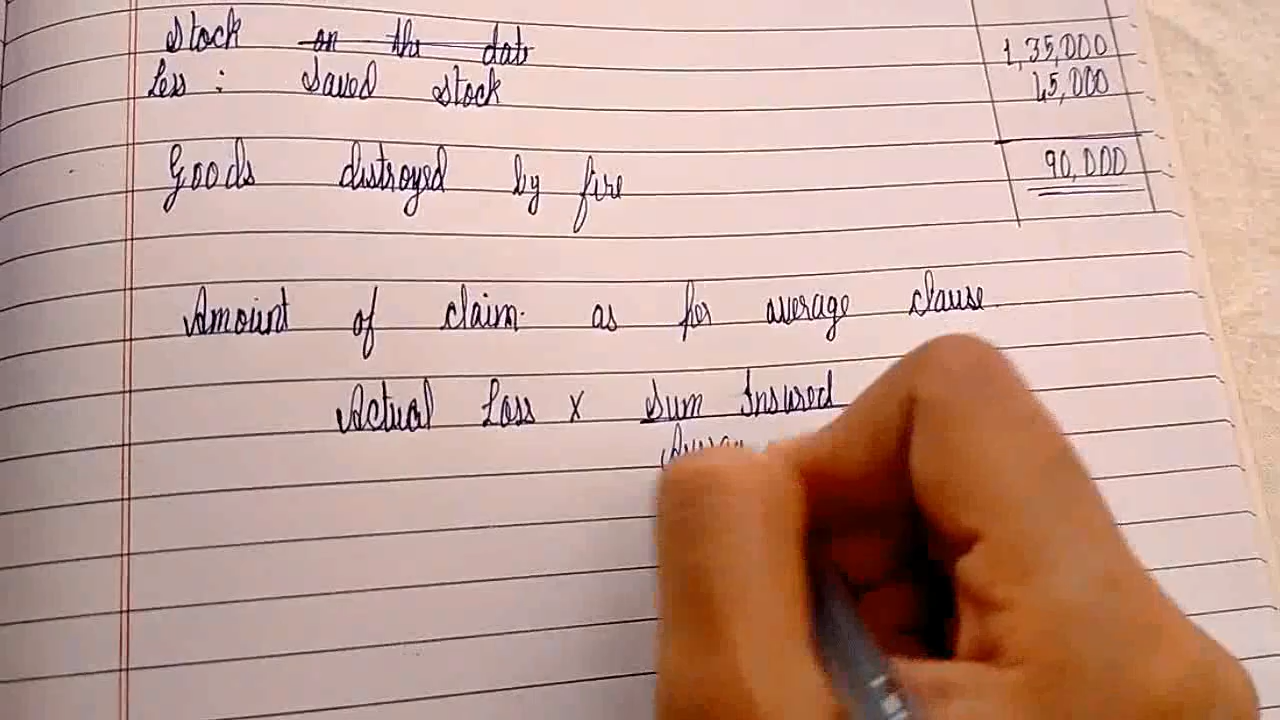 Stock on the date 1,35,000
Less : Saved stock 45,000
Goods distroyed by fire 90,000
Amount of claim as per average clause
Actual Loss x Sum Insured